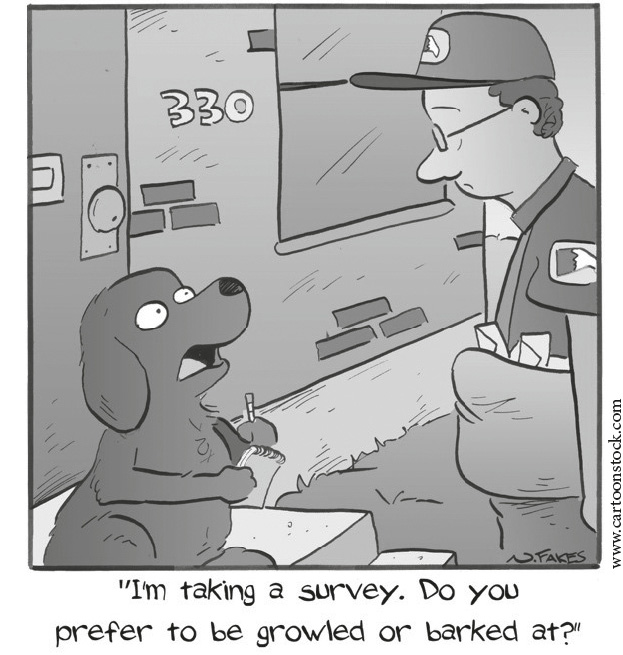 330
N.FAKES
"I'm taking a survey. Do you
prefer to be growled or barked at?"
www.cartoonstock.com